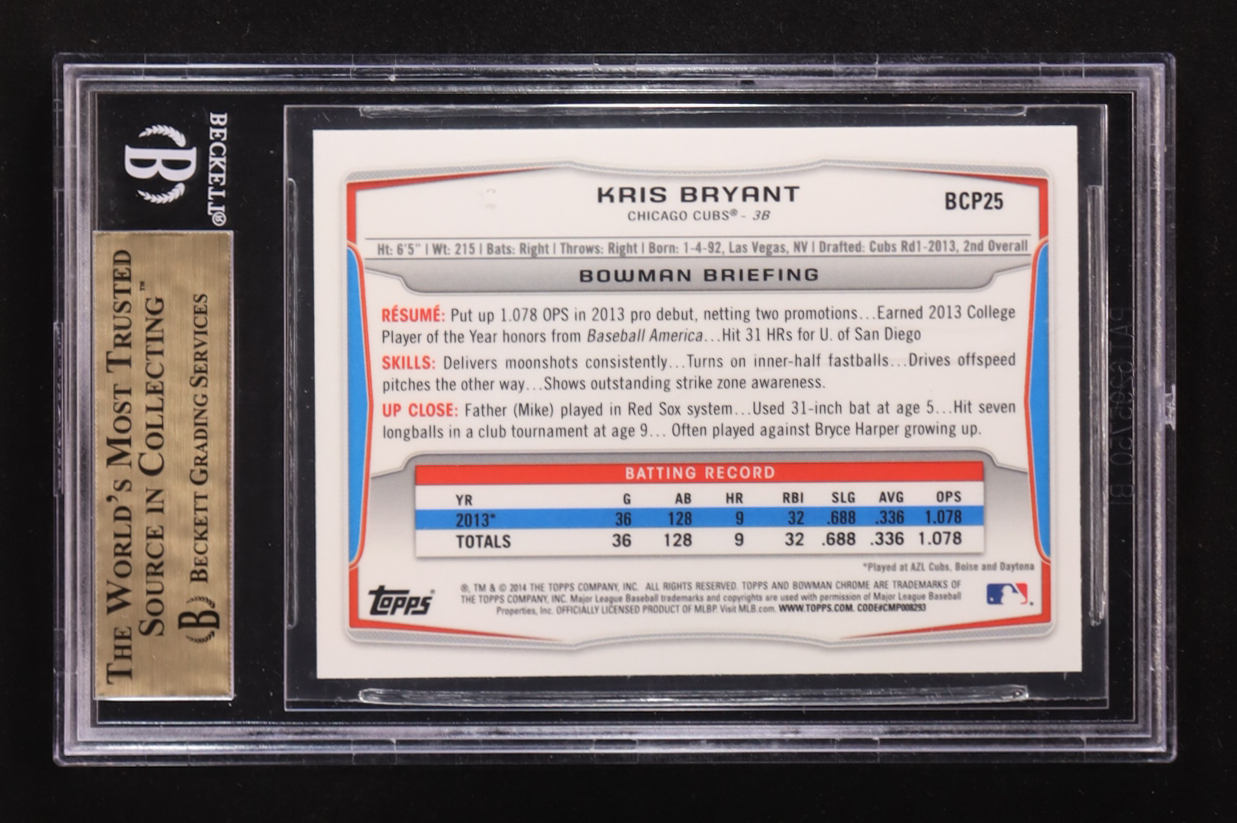 BECKETT®
B
THE WORLD'S MOST TRUSTED
SOURCE IN COLLECTING™
B BECKETT GRADING SERVICES
KRIS BRYANT
CHICAGO CUBS® - 3B
BCP25
Ht: 6'5" | Wt: 215 | Bats: Right | Throws: Right | Born: 1-4-92, Las Vegas, NV | Drafted: Cubs Rd1-2013, 2nd Overall
BOWMAN BRIEFING
RÉSUMÉ: Put up 1.078 OPS in 2013 pro debut, netting two promotions...Earned 2013 College
Player of the Year honors from Baseball America...Hit 31 HRs for U. of San Diego
SKILLS: Delivers moonshots consistently...Turns on inner-half fastballs...Drives offspeed
pitches the other way...Shows outstanding strike zone awareness.
UP CLOSE: Father (Mike) played in Red Sox system...Used 31-inch bat at age 5...Hit seven
longballs in a club tournament at age 9... Often played against Bryce Harper growing up.
BATTING RECORD
YR G AB HR RBI SLG AVG OPS
2013* 36 128 9 32 .688 .336 1.078
TOTALS 36 128 9 32 .688 .336 1.078
*Played at AZL Cubs, Boise and Daytona
Topps®
®, TM & © 2014 THE TOPPS COMPANY, INC. ALL RIGHTS RESERVED. TOPPS AND BOWMAN CHROME ARE TRADEMARKS OF
THE TOPPS COMPANY, INC. Major League Baseball trademarks and copyrights are used with permission of Major League Baseball
Properties, Inc. OFFICIALLY LICENSED PRODUCT OF MLBP. Visit MLB.com. WWW.TOPPS.COM. CODE#CMP008293